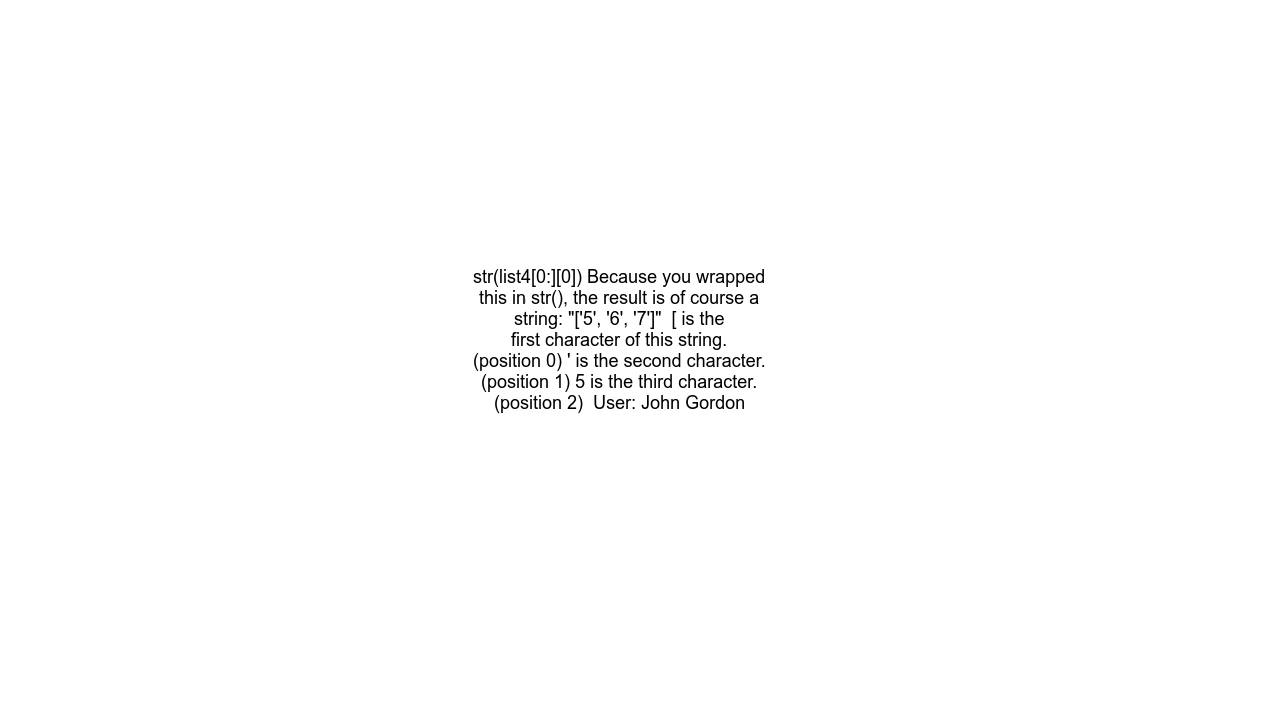 str(list4[0:][0]) Because you wrapped
this in str(), the result is of course a
string: "['5', '6', '7']"  [ is the
first character of this string.
(position 0) ' is the second character.
(position 1) 5 is the third character.
(position 2)  User: John Gordon